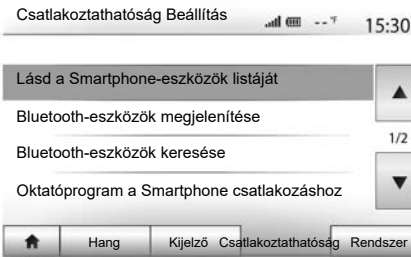 Csatlakoztathatóság Beállítás
-- °F 15:30
Lásd a Smartphone-eszközök listáját
Bluetooth-eszközök megjelenítése
1/2
Bluetooth-eszközök keresése
Oktatóprogram a Smartphone csatlakozáshoz
Hang Kijelző Csatlakoztathatóság Rendszer